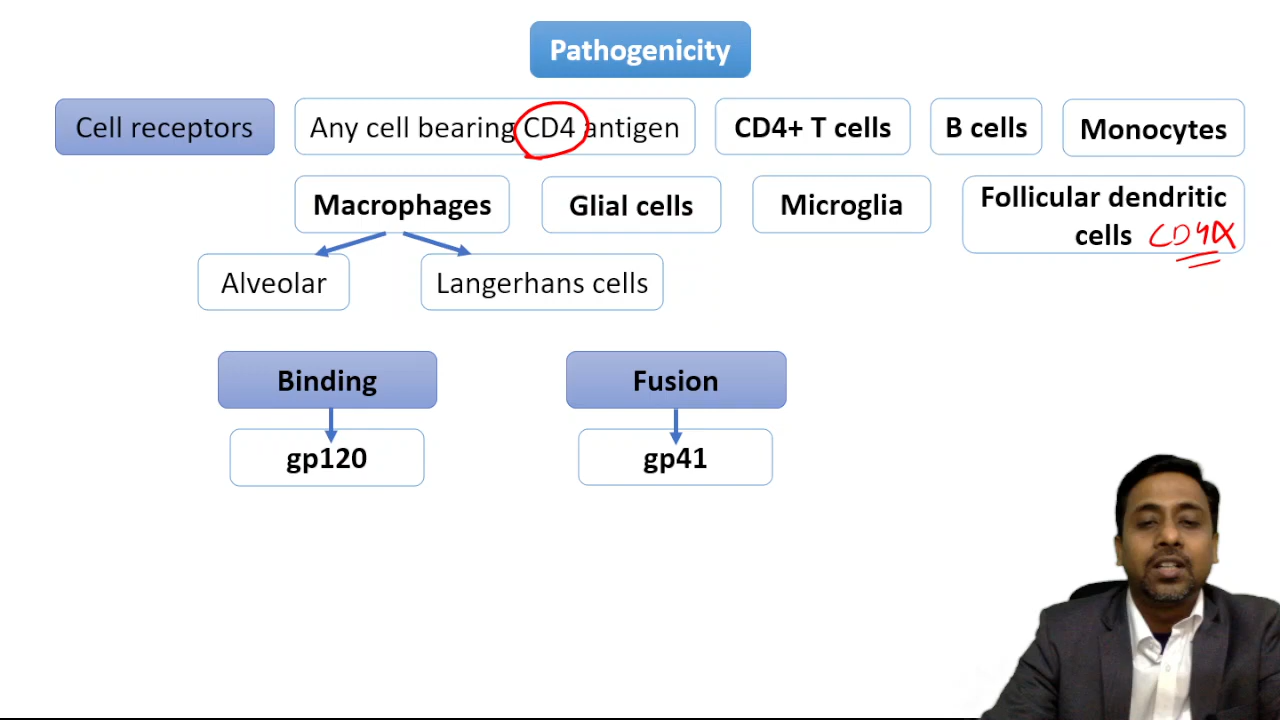 Pathogenicity
Cell receptors
Any cell bearing CD4 antigen
CD4+ T cells
B cells
Monocytes
Macrophages
Glial cells
Microglia
Follicular dendritic
cells CD4
Alveolar
Langerhans cells
Binding
Fusion
gp120
gp41